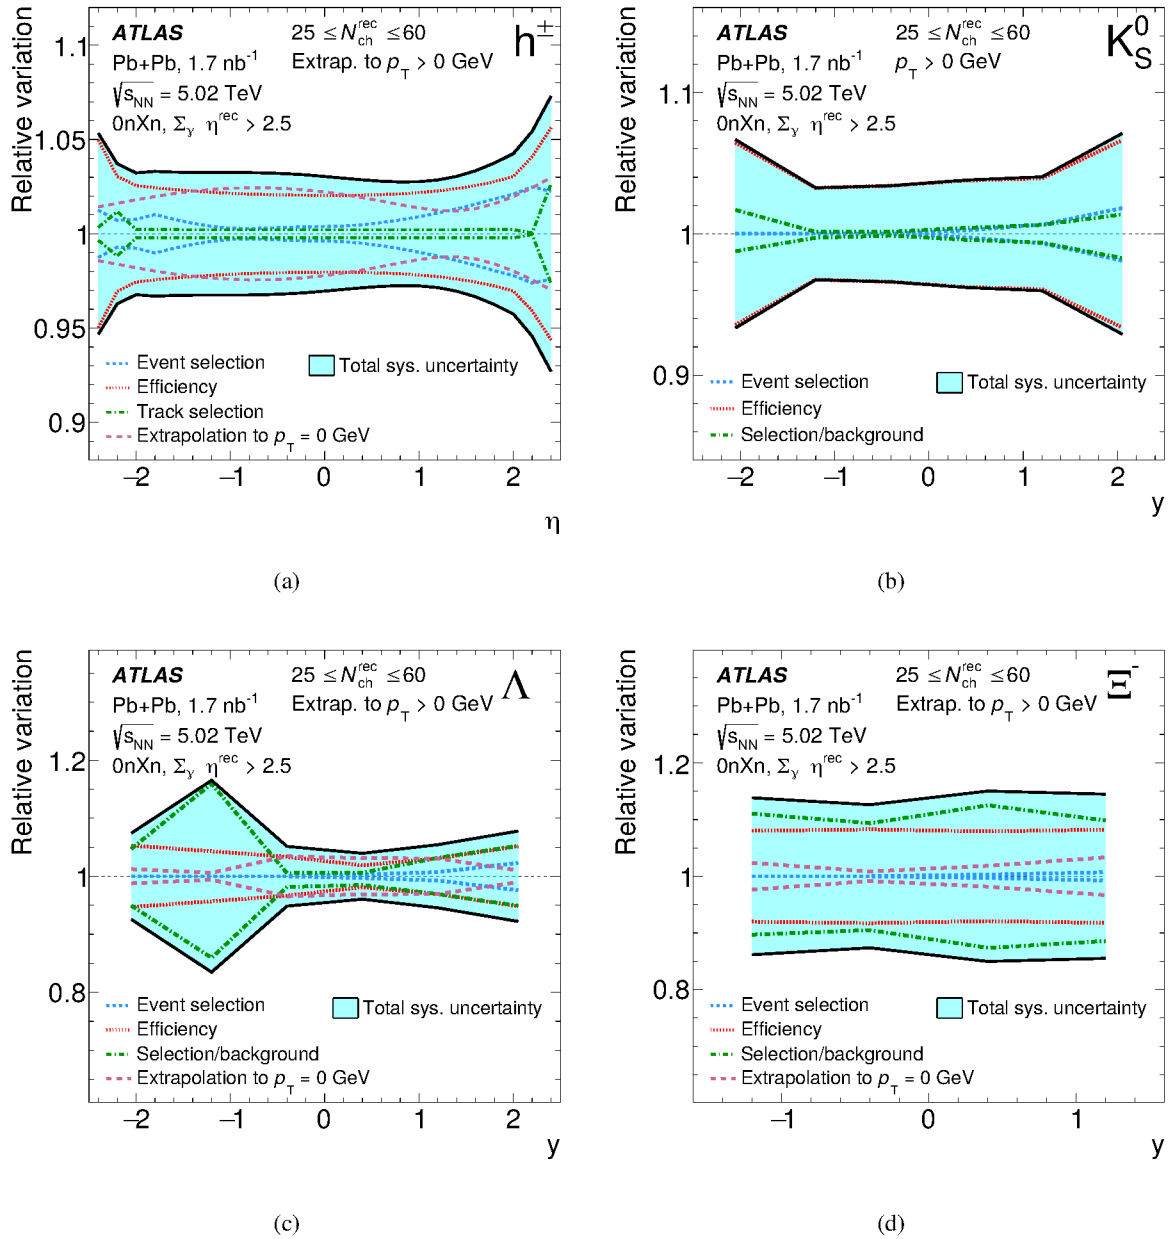 ATLAS 25 ≤ N_ch^rec ≤60 h^±
Pb+Pb, 1.7 nb⁻¹ Extrap. to p_T > 0 GeV
√s_NN = 5.02 TeV
0nXn, Σ_γ η^rec > 2.5
Relative variation
1.1
1.05
1
0.95
0.9
Event selection
Efficiency
Track selection
Extrapolation to p_T = 0 GeV
Total sys. uncertainty
−2 −1 0 1 2
η
(a)
ATLAS 25 ≤ N_ch^rec ≤60 K_S^0
Pb+Pb, 1.7 nb⁻¹ p_T > 0 GeV
√s_NN = 5.02 TeV
0nXn, Σ_γ η^rec > 2.5
Relative variation
1.1
1
0.9
Event selection
Efficiency
Selection/background
Total sys. uncertainty
−2 −1 0 1 2
y
(b)
ATLAS 25 ≤ N_ch^rec ≤60 Λ
Pb+Pb, 1.7 nb⁻¹ Extrap. to p_T > 0 GeV
√s_NN = 5.02 TeV
0nXn, Σ_γ η^rec > 2.5
Relative variation
1.2
1
0.8
Event selection
Efficiency
Selection/background
Extrapolation to p_T = 0 GeV
Total sys. uncertainty
−2 −1 0 1 2
y
(c)
ATLAS 25 ≤ N_ch^rec ≤60 Ξ⁻
Pb+Pb, 1.7 nb⁻¹ Extrap. to p_T > 0 GeV
√s_NN = 5.02 TeV
0nXn, Σ_γ η^rec > 2.5
Relative variation
1.2
1
0.8
Event selection
Efficiency
Selection/background
Extrapolation to p_T = 0 GeV
Total sys. uncertainty
−1 0 1
y
(d)